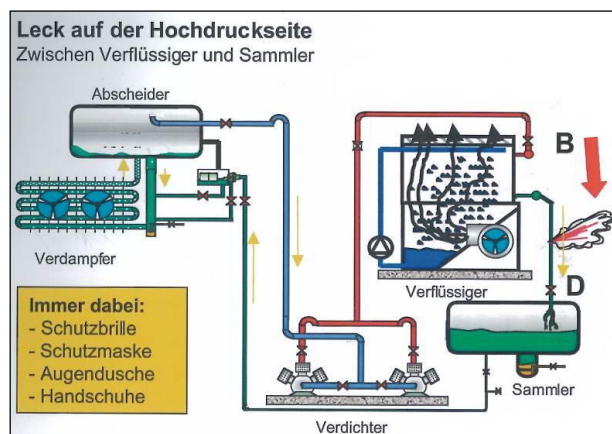 Leck auf der Hochdruckseite
Zwischen Verflüssiger und Sammler
Abscheider
B
Verdampfer
Verflüssiger
D
Immer dabei:
- Schutzbrille
- Schutzmaske
- Augendusche
- Handschuhe
Sammler
Verdichter